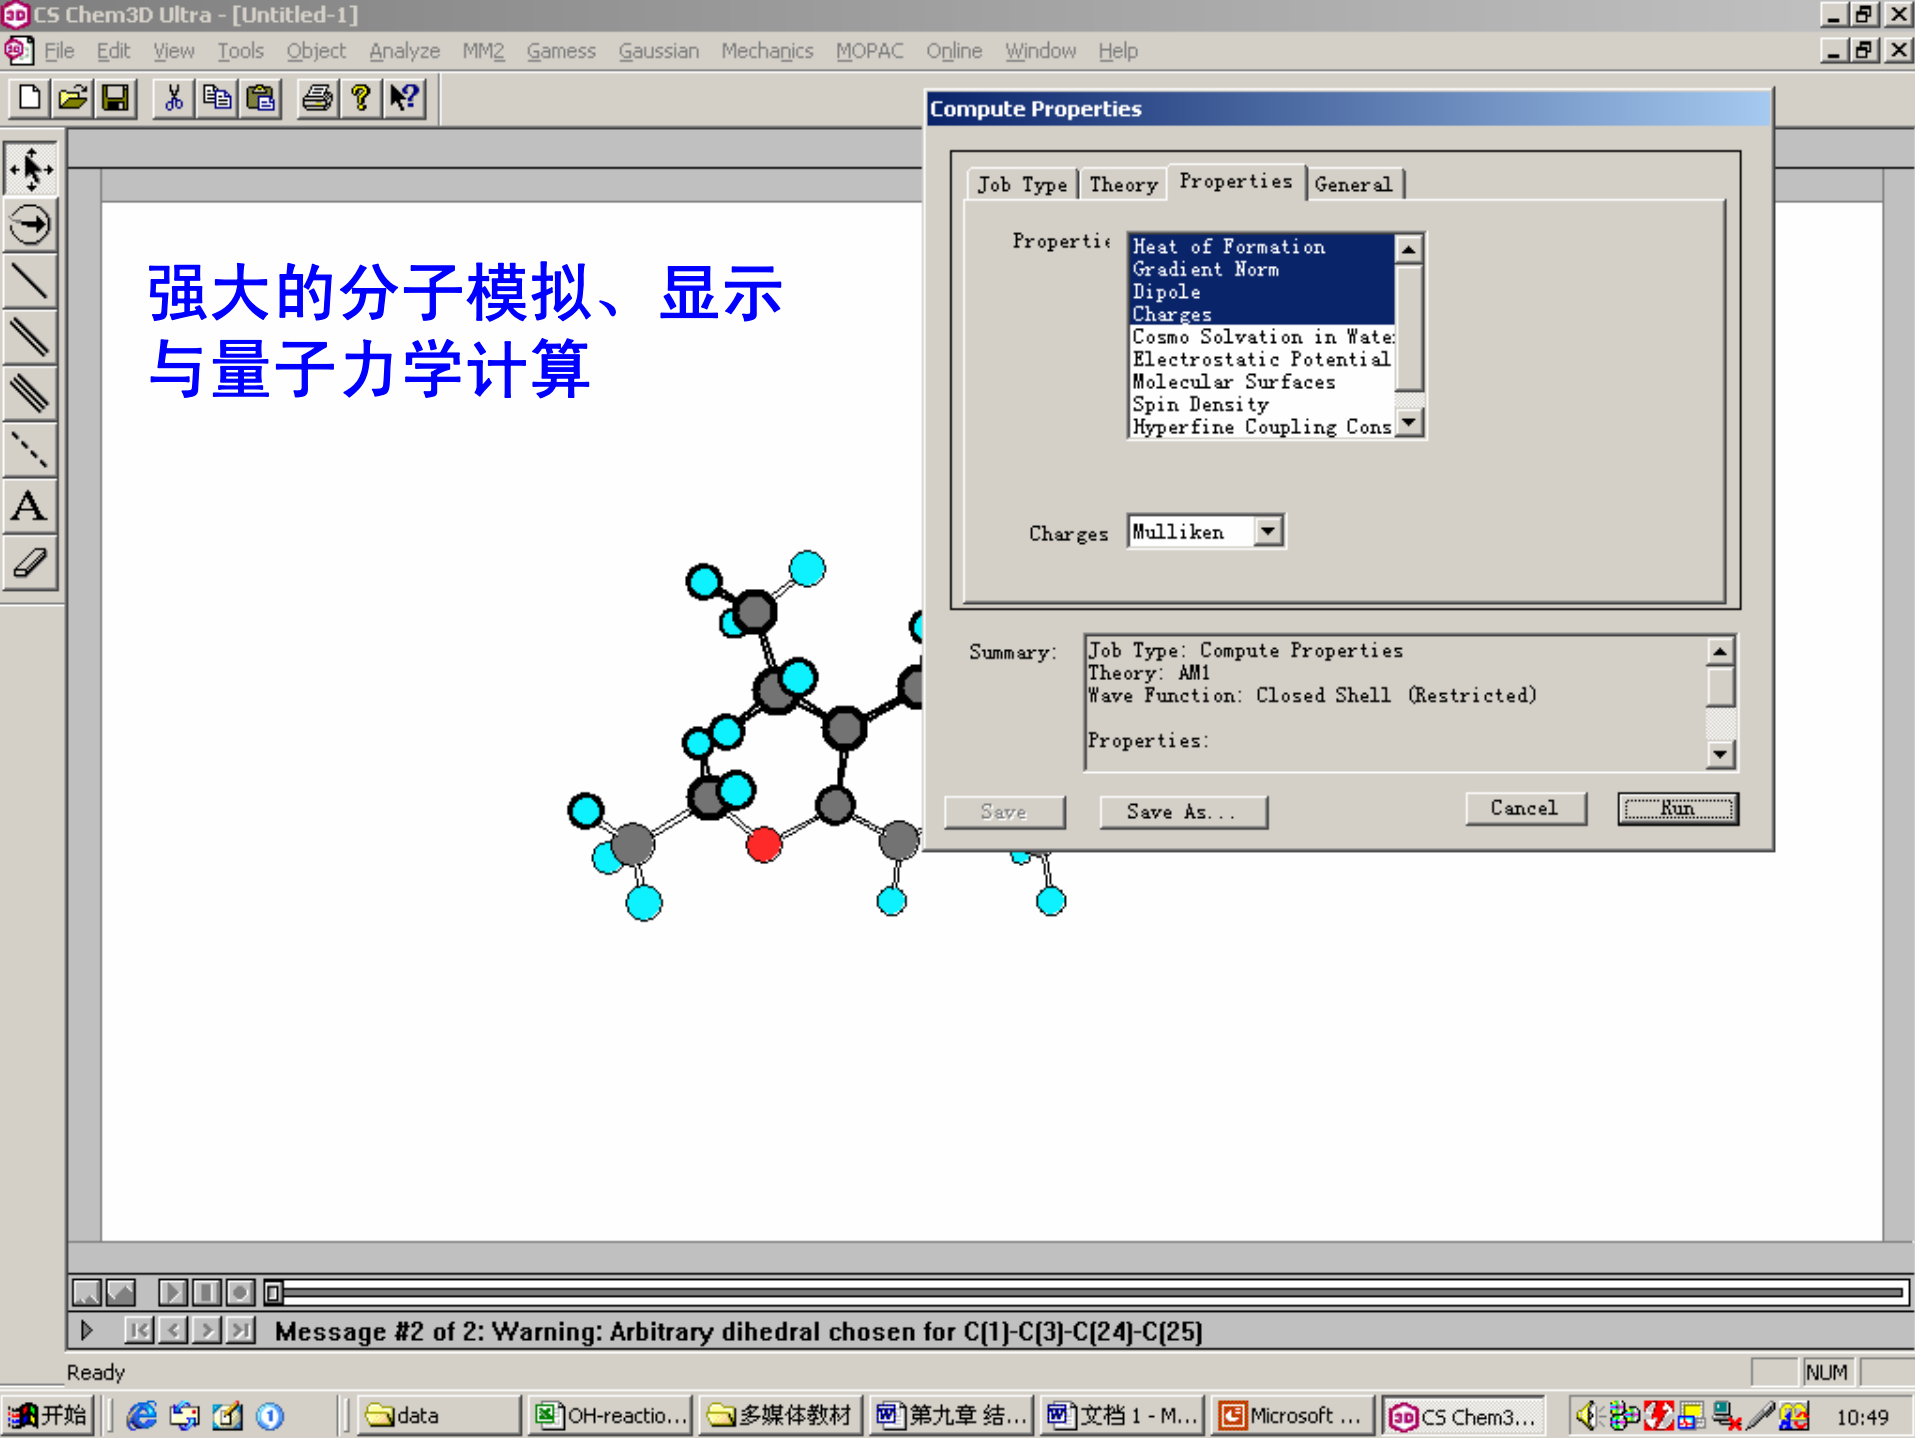 CS Chem3D Ultra - [Untitled-1]
File Edit View Tools Object Analyze MM2 Gamess Gaussian Mechanics MOPAC Online Window Help
强大的分子模拟、显示
与量子力学计算
Compute Properties
Job Type Theory Properties General
Propertie
Heat of Formation
Gradient Norm
Dipole
Charges
Cosmo Solvation in Water
Electrostatic Potential
Molecular Surfaces
Spin Density
Hyperfine Coupling Cons
Charges Mulliken
Summary:
Job Type: Compute Properties
Theory: AM1
Wave Function: Closed Shell (Restricted)
Properties:
Save Save As... Cancel Run
A
Message #2 of 2: Warning: Arbitrary dihedral chosen for C(1)-C(3)-C(24)-C(25)
Ready NUM
开始 data OH-reactio... 多媒体教材 第九章 结... 文档 1 - M... Microsoft ... CS Chem3... 10:49